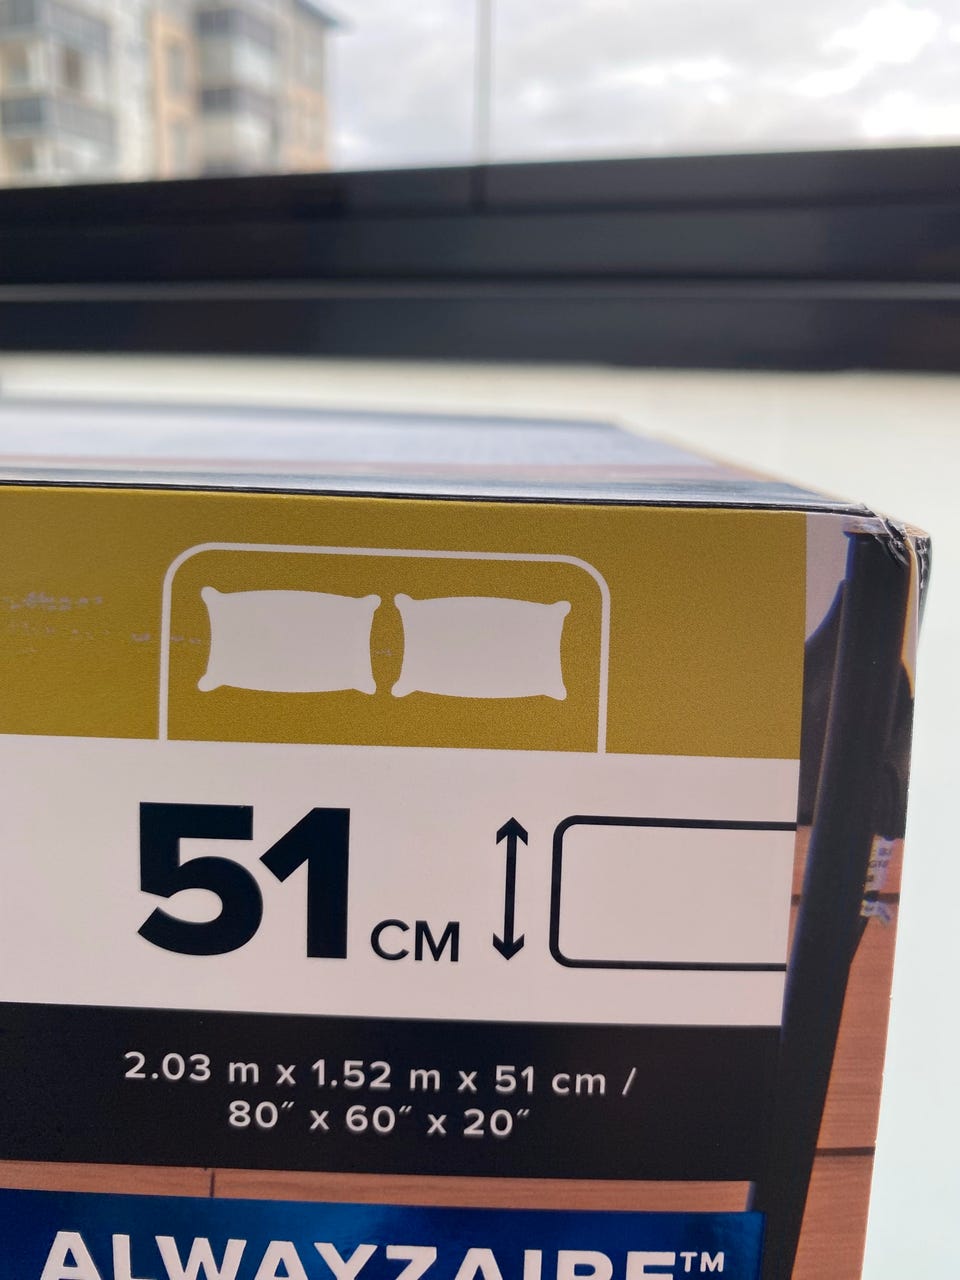 51 CM
2.03 m x 1.52 m x 51 cm /
80″ x 60″ x 20″
ALWAYZAIRE™